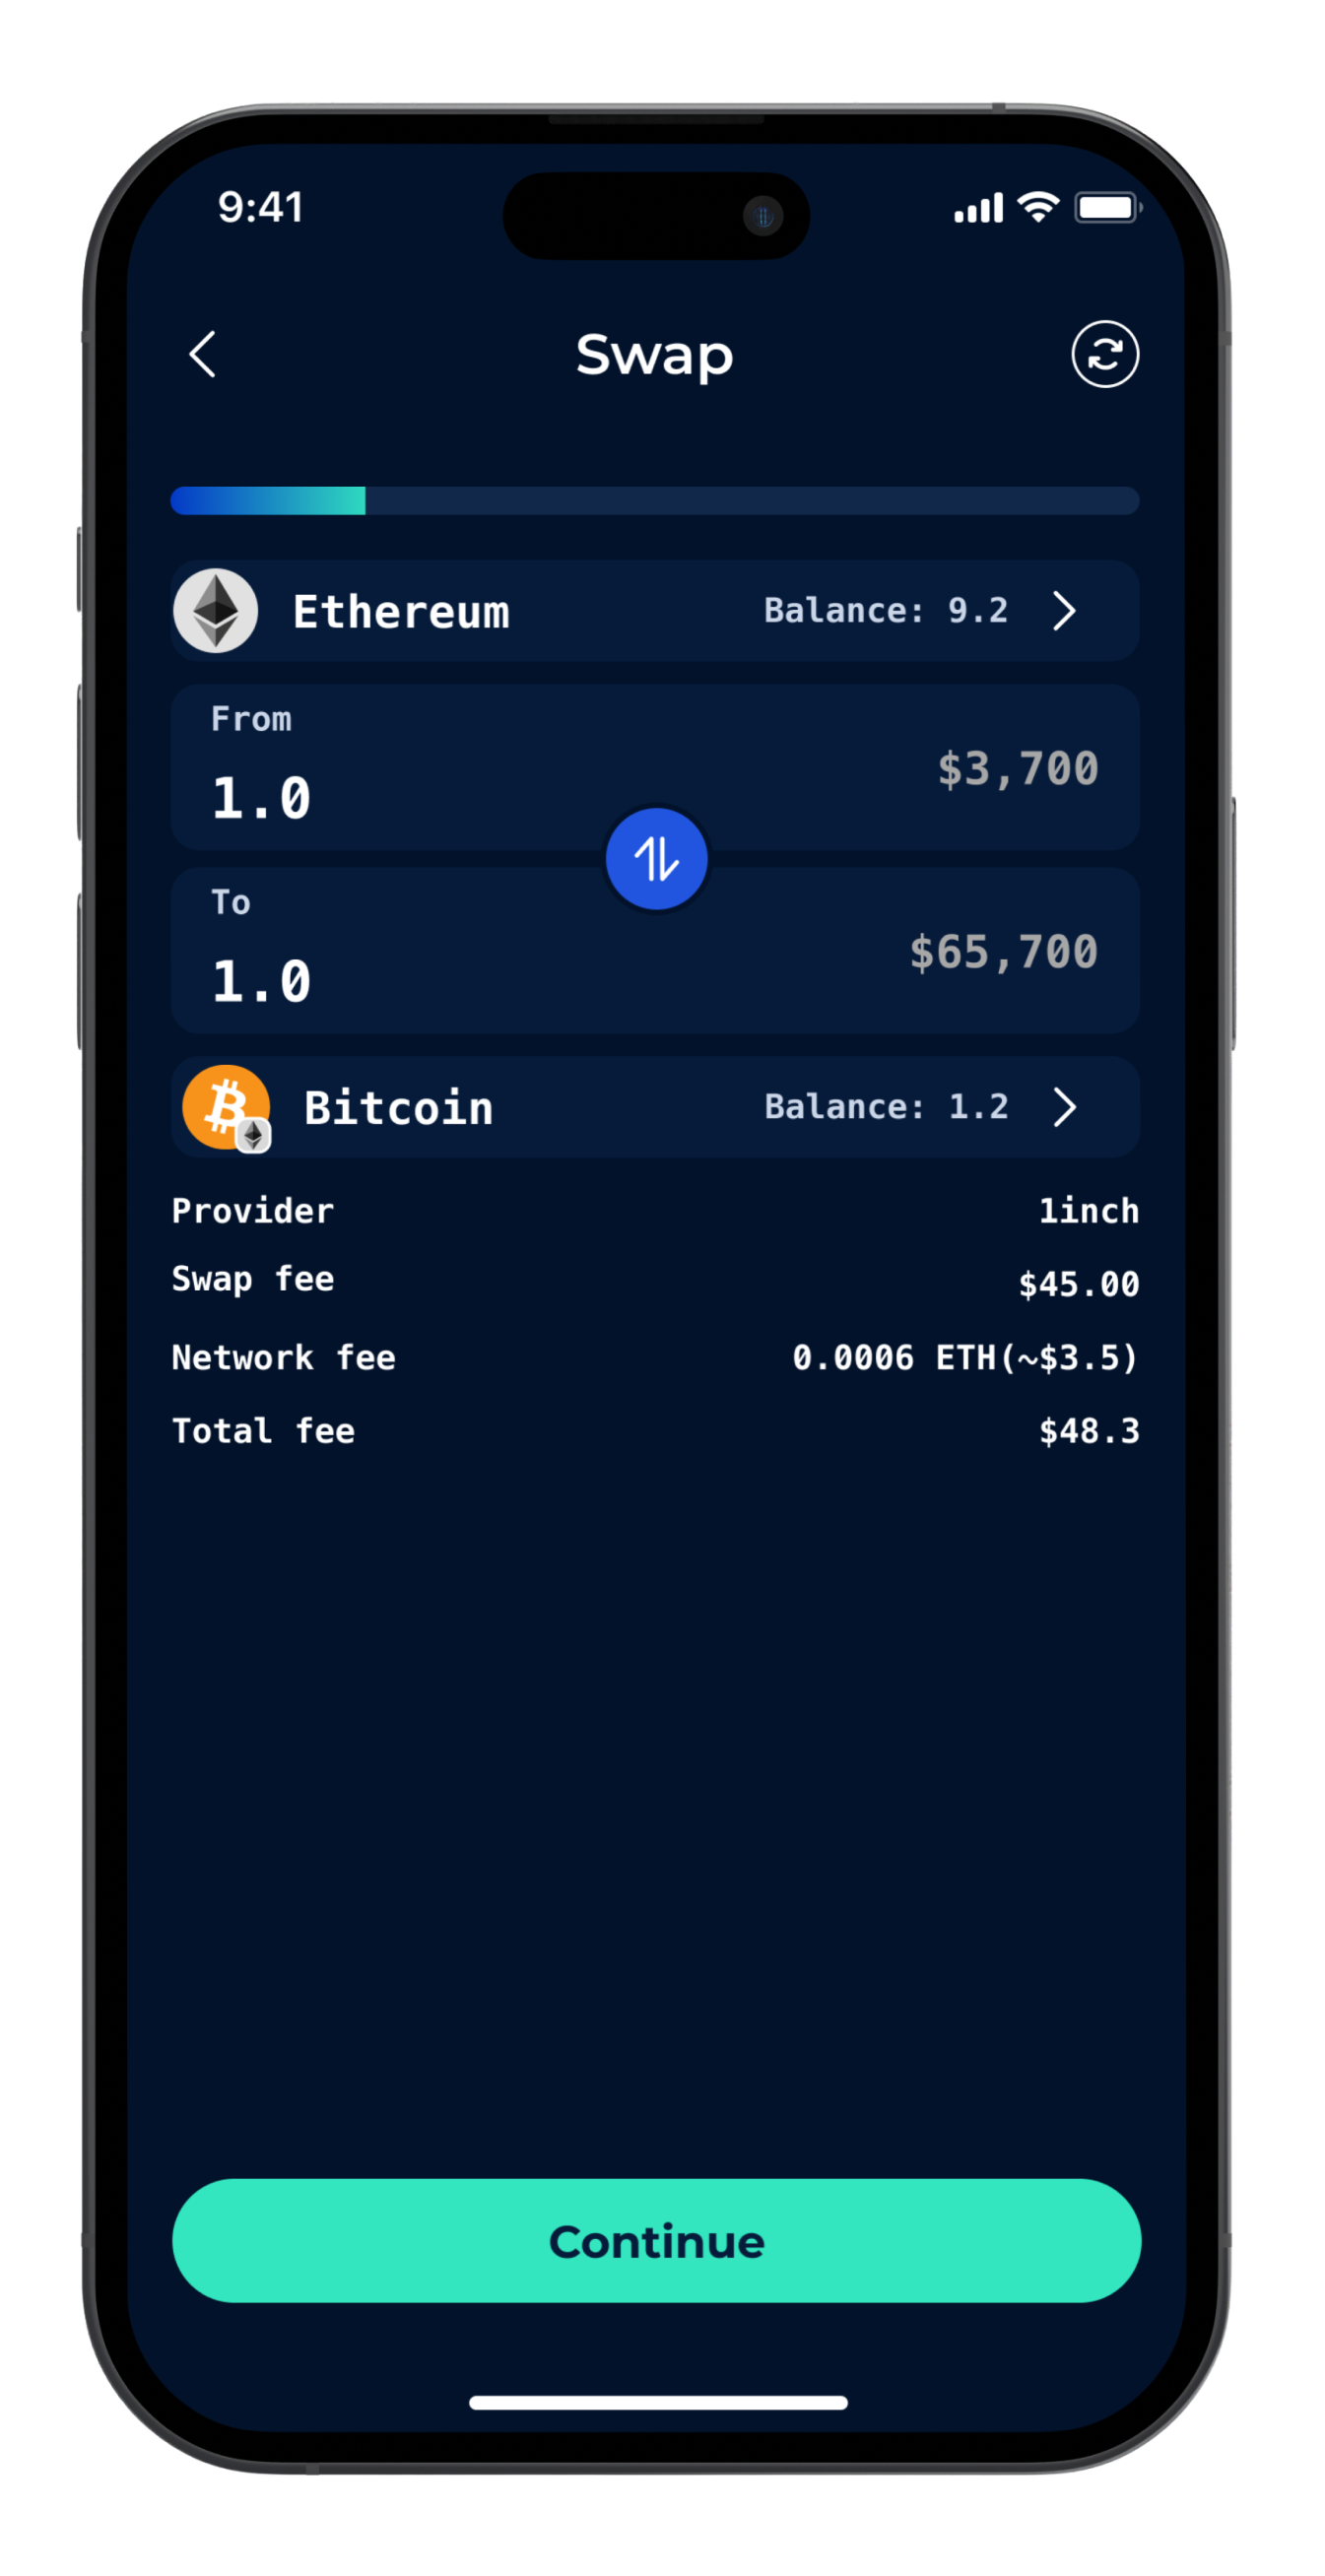 9:41
Swap
Ethereum Balance: 9.2
From
1.0 $3,700
To
1.0 $65,700
Bitcoin Balance: 1.2
Provider 1inch
Swap fee $45.00
Network fee 0.0006 ETH(~$3.5)
Total fee $48.3
Continue